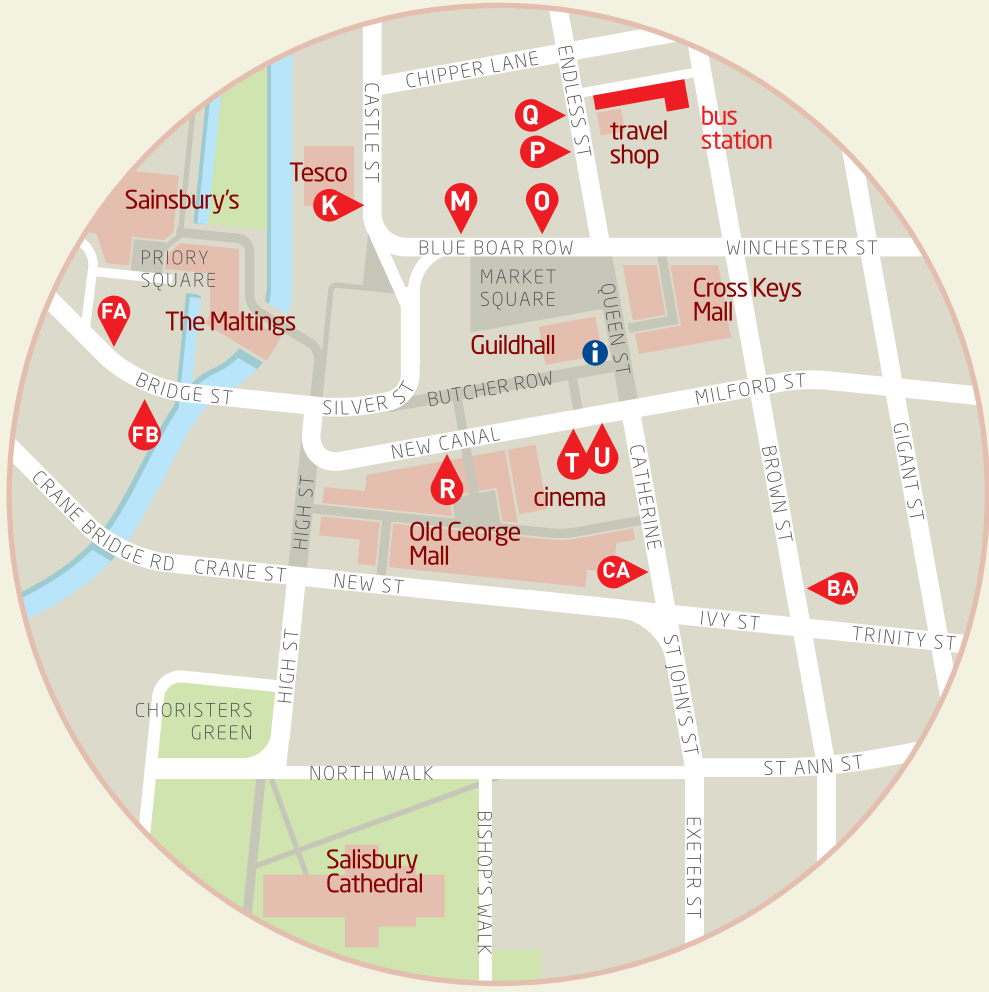 CHIPPER LANE
ENDLESS ST
CASTLE ST
Q
P
travel
shop
bus
station
Tesco
K
M
O
Sainsbury's
BLUE BOAR ROW
WINCHESTER ST
PRIORY
SQUARE
MARKET
SQUARE
QUEEN ST
Cross Keys
Mall
FA
The Maltings
Guildhall
i
BRIDGE ST
SILVER ST
BUTCHER ROW
MILFORD ST
FB
NEW CANAL
R
T
U
cinema
CATHERINE
BROWN ST
GIGANT ST
CRANE BRIDGE RD
HIGH ST
Old George
Mall
CRANE ST
NEW ST
CA
BA
IVY ST
TRINITY ST
HIGH ST
ST JOHN'S ST
CHORISTERS
GREEN
NORTH WALK
ST ANN ST
BISHOP'S WALK
EXETER ST
Salisbury
Cathedral